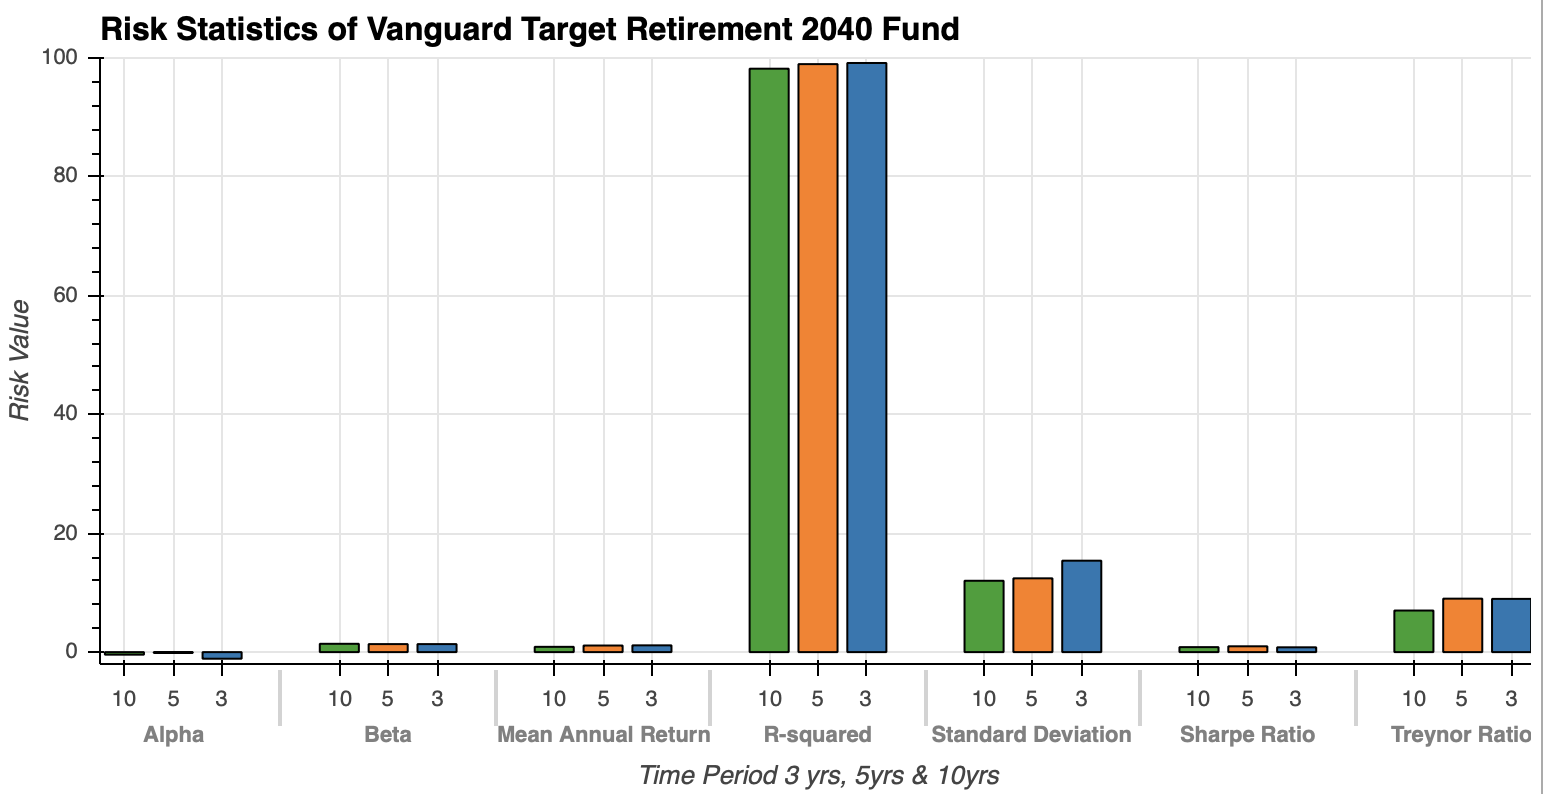 Risk Statistics of Vanguard Target Retirement 2040 Fund
100
80
60
40
20
0
Risk Value
10 5 3 10 5 3 10 5 3 10 5 3 10 5 3 10 5 3 10 5 3
Alpha Beta Mean Annual Return R-squared Standard Deviation Sharpe Ratio Treynor Ratio
Time Period 3 yrs, 5yrs & 10yrs